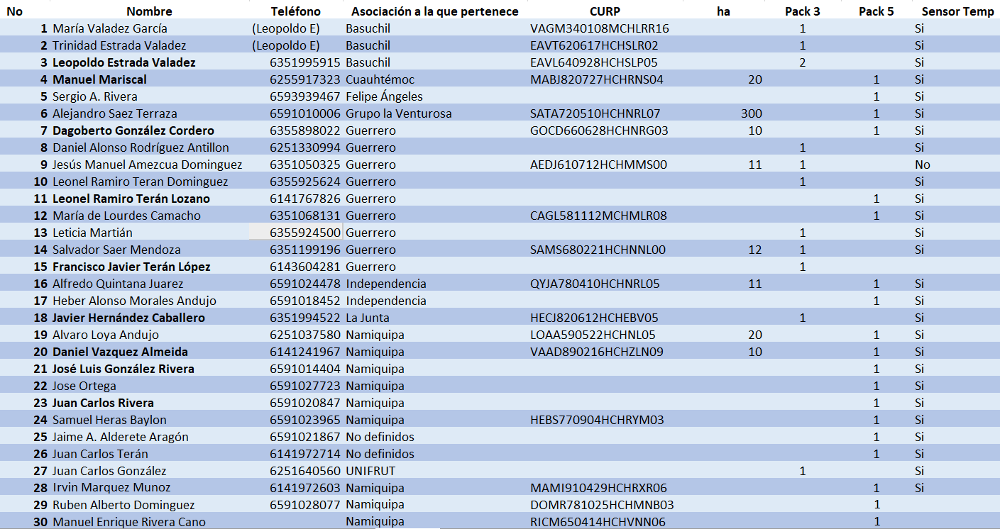 No Nombre Teléfono Asociación a la que pertenece CURP ha Pack 3 Pack 5 Sensor Temp
1 María Valadez García (Leopoldo E) Basuchil VAGM340108MCHLRR16 1 Si
2 Trinidad Estrada Valadez (Leopoldo E) Basuchil EAVT620617HCHSLR02 1 Si
3 Leopoldo Estrada Valadez 6351995915 Basuchil EAVL640928HCHSLP05 2 Si
4 Manuel Mariscal 6255917323 Cuauhtémoc MABJ820727HCHRNS04 20 1 Si
5 Sergio A. Rivera 6593939467 Felipe Ángeles 1 Si
6 Alejandro Saez Terraza 6591010006 Grupo la Venturosa SATA720510HCHNRL07 300 1 Si
7 Dagoberto González Cordero 6355898022 Guerrero GOCD660628HCHNRG03 10 1 Si
8 Daniel Alonso Rodríguez Antillon 6251330994 Guerrero 1 Si
9 Jesús Manuel Amezcua Dominguez 6351050325 Guerrero AEDJ610712HCHMMS00 11 1 No
10 Leonel Ramiro Teran Dominguez 6355925624 Guerrero 1 Si
11 Leonel Ramiro Terán Lozano 6141767826 Guerrero 1 Si
12 María de Lourdes Camacho 6351068131 Guerrero CAGL581112MCHMLR08 1 Si
13 Leticia Martián 6355924500 Guerrero 1 Si
14 Salvador Saer Mendoza 6351199196 Guerrero SAMS680221HCHNNL00 12 1 Si
15 Francisco Javier Terán López 6143604281 Guerrero 1
16 Alfredo Quintana Juarez 6591024478 Independencia QYJA780410HCHNRL05 11 1 Si
17 Heber Alonso Morales Andujo 6591018452 Independencia 1 Si
18 Javier Hernández Caballero 6351994522 La Junta HECJ820612HCHEBV05 1 Si
19 Alvaro Loya Andujo 6251037580 Namiquipa LOAA590522HCHNL05 20 1 Si
20 Daniel Vazquez Almeida 6141241967 Namiquipa VAAD890216HCHZLN09 10 1 Si
21 José Luis González Rivera 6591014404 Namiquipa 1 Si
22 Jose Ortega 6591027723 Namiquipa 1 Si
23 Juan Carlos Rivera 6591020847 Namiquipa 1 Si
24 Samuel Heras Baylon 6591023965 Namiquipa HEBS770904HCHRYM03 1 Si
25 Jaime A. Alderete Aragón 6591021867 No definidos 1 Si
26 Juan Carlos Terán 6141972714 No definidos 1 Si
27 Juan Carlos González 6251640560 UNIFRUT 1 Si
28 Irvin Marquez Munoz 6141972603 Namiquipa MAMI910429HCHRXR06 1 Si
29 Ruben Alberto Dominguez 6591028077 Namiquipa DOMR781025HCHMNB03 1
30 Manuel Enrique Rivera Cano Namiquipa RICM650414HCHVNN06 1